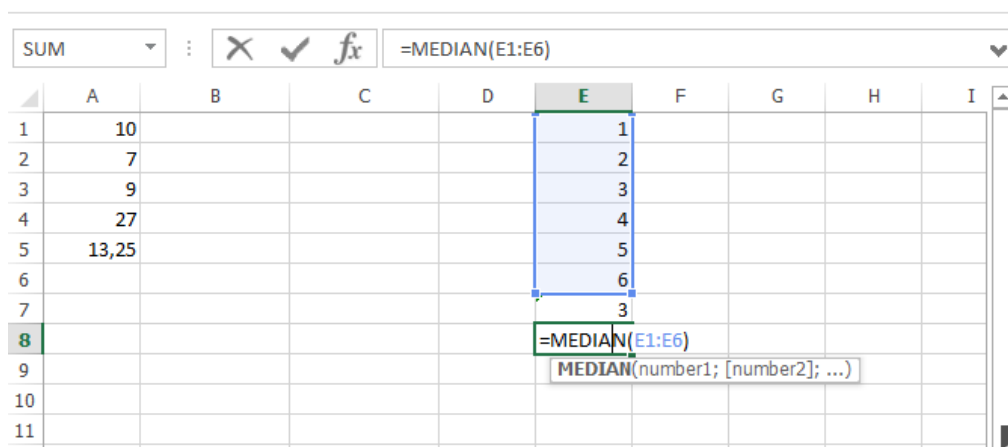 SUM fx =MEDIAN(E1:E6)
A B C D E F G H I
1 10 1
2 7 2
3 9 3
4 27 4
5 13,25 5
6 6
7 3
8 =MEDIAN(E1:E6)
9 MEDIAN(number1; [number2]; ...)
10
11